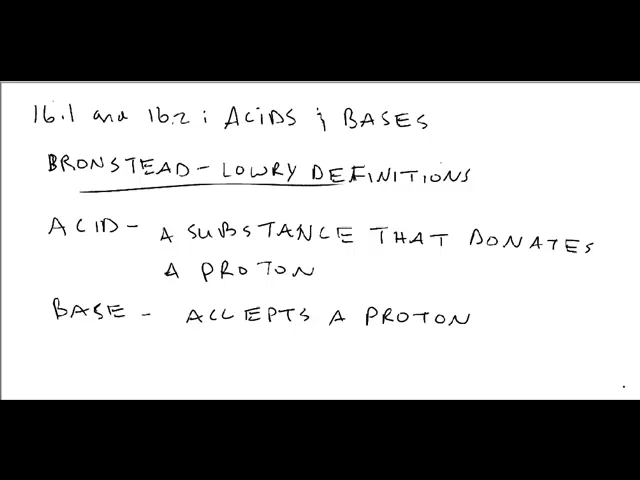 16.1 and 16.2 : ACIDS & BASES
BRONSTEAD-LOWRY DEFINITIONS
ACID - A SUBSTANCE THAT DONATES
A PROTON
BASE - ACCEPTS A PROTON